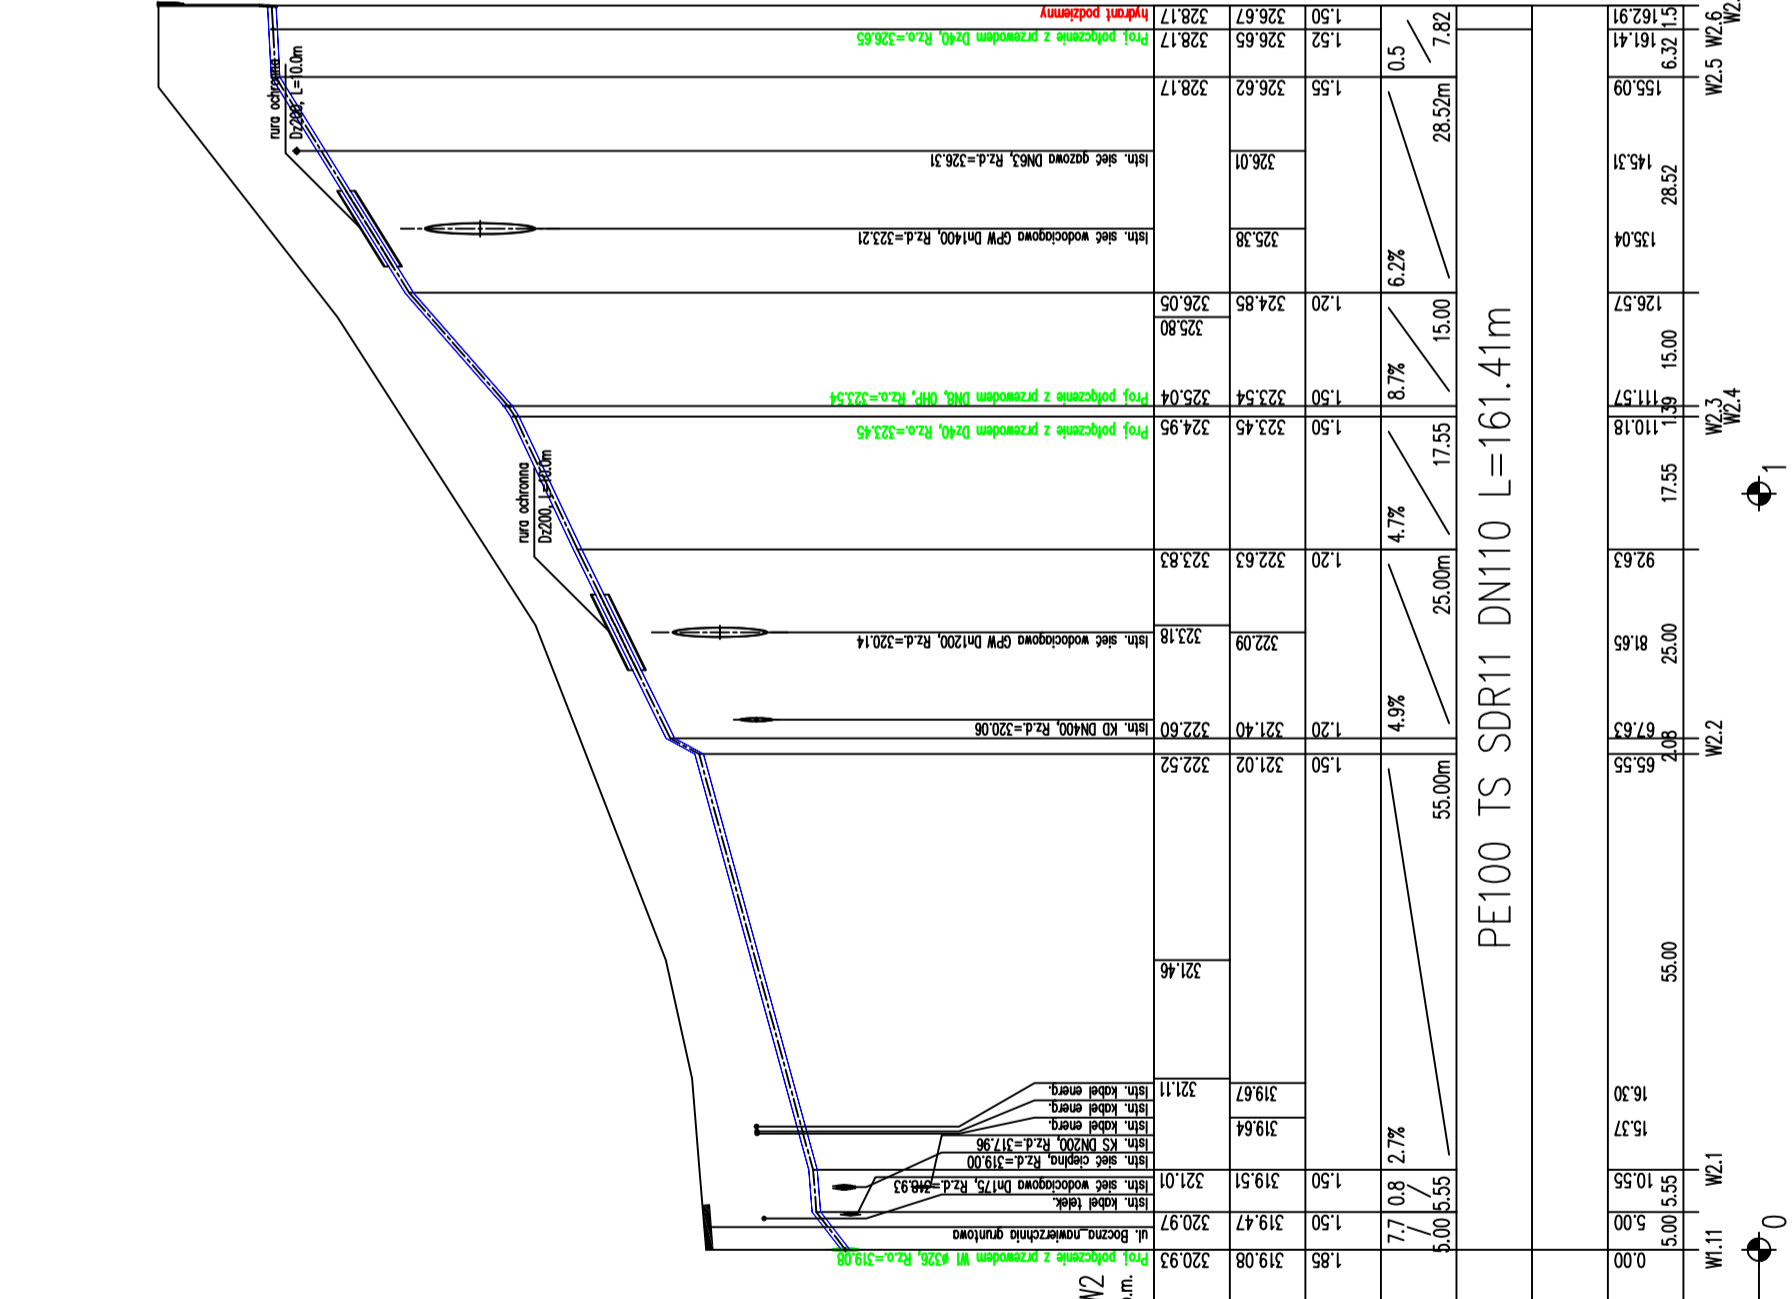 hydrant podziemny
Proj. połączenie z przewodem Dz40, Rz.o.=326.65
Istn. sieć gazowa DN63, Rz.d.=326.31
Istn. sieć wodociągowa GPW Dn1400, Rz.d.=323.21
Proj. połączenie z przewodem DN8, OHP, Rz.o.=323.54
Proj. połączenie z przewodem Dz40, Rz.o.=323.45
Istn. sieć wodociągowa GPW Dn1200, Rz.d.=320.14
Istn. KD DN400, Rz.d.=320.06
Istn. kabel energ.
Istn. kabel energ.
Istn. kabel energ.
Istn. KS DN200, Rz.d.=317.96
Istn. sieć cieplna, Rz.d.=319.00
Istn. sieć wodociągowa Dn175, Rz.d.=318.93
Istn. kabel telek.
ul. Boczna_nawierzchnia gruntowa
Proj. połączenie z przewodem W1 ø326, Rz.o.=319.08
rura ochronna
Dz200, L=10.0m
rura ochronna
Dz200, L=10.0m
328.17
328.17
328.17
326.05
325.80
325.04
324.95
323.83
323.18
322.60
322.52
321.46
321.11
321.01
320.97
320.93
326.67
326.65
326.62
326.01
325.38
324.85
323.54
323.45
322.63
322.09
321.40
321.02
319.67
319.64
319.51
319.47
319.08
1.50
1.52
1.55
1.20
1.50
1.50
1.20
1.20
1.50
1.50
1.50
1.85
0.5 7.82
6.2% 28.52m
8.7% 15.00
4.7% 17.55
4.9% 25.00m
2.7% 55.00m
0.8 5.55
7.7 5.00
PE100 TS SDR11 DN110 L=161.41m
162.91
161.41
155.09
145.31
135.04
126.57
111.57
110.18
92.63
81.65
67.63
65.55
16.30
15.37
10.55
5.00
0.00
1.5
6.32
28.52
15.00
1.39
17.55
25.00
2.08
55.00
5.55
5.00
W2.6
W2.5
W2.4
W2.3
W2.2
W2.1
W1.11
1
0
W2